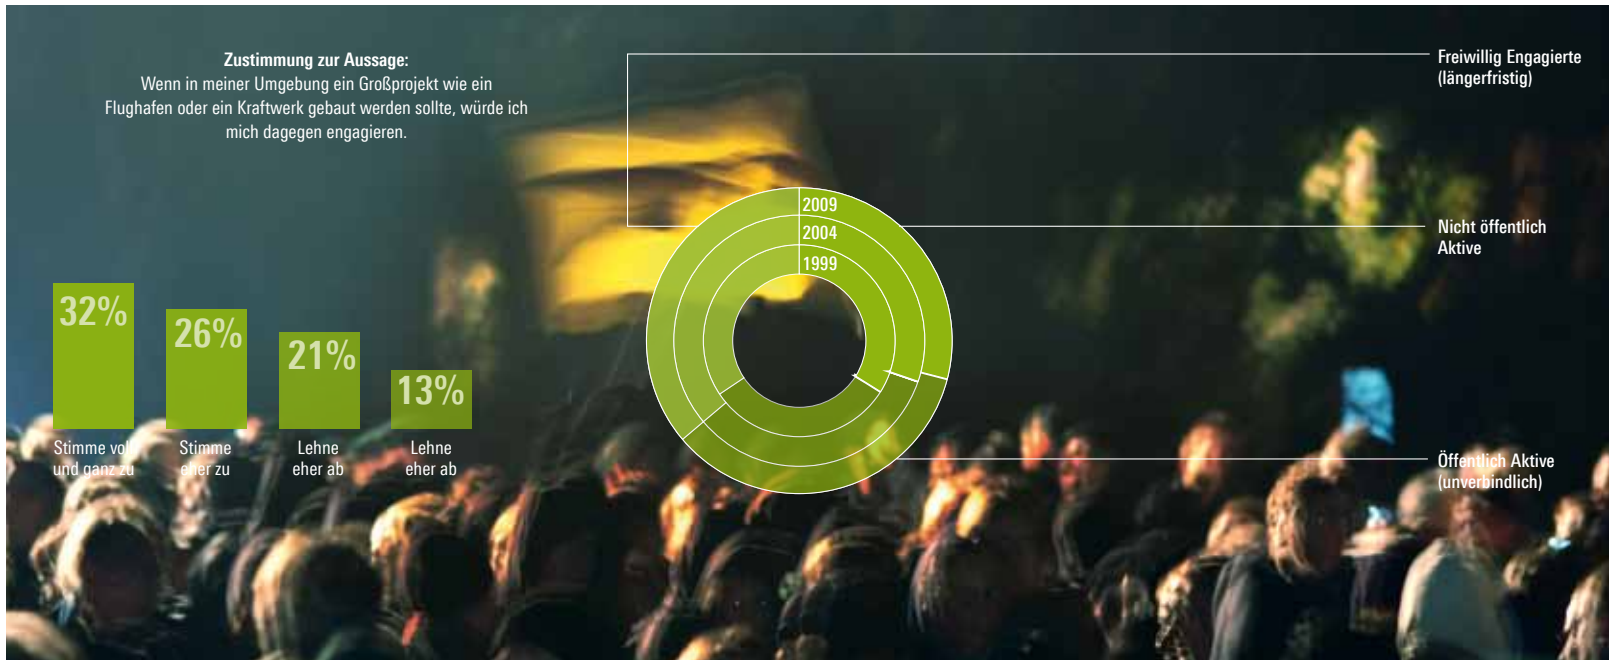 Zustimmung zur Aussage:
Wenn in meiner Umgebung ein Großprojekt wie ein
Flughafen oder ein Kraftwerk gebaut werden sollte, würde ich
mich dagegen engagieren.
32%
26%
21%
13%
Stimme voll
und ganz zu
Stimme
eher zu
Lehne
eher ab
Lehne
eher ab
2009
2004
1999
Freiwillig Engagierte
(längerfristig)
Nicht öffentlich
Aktive
Öffentlich Aktive
(unverbindlich)